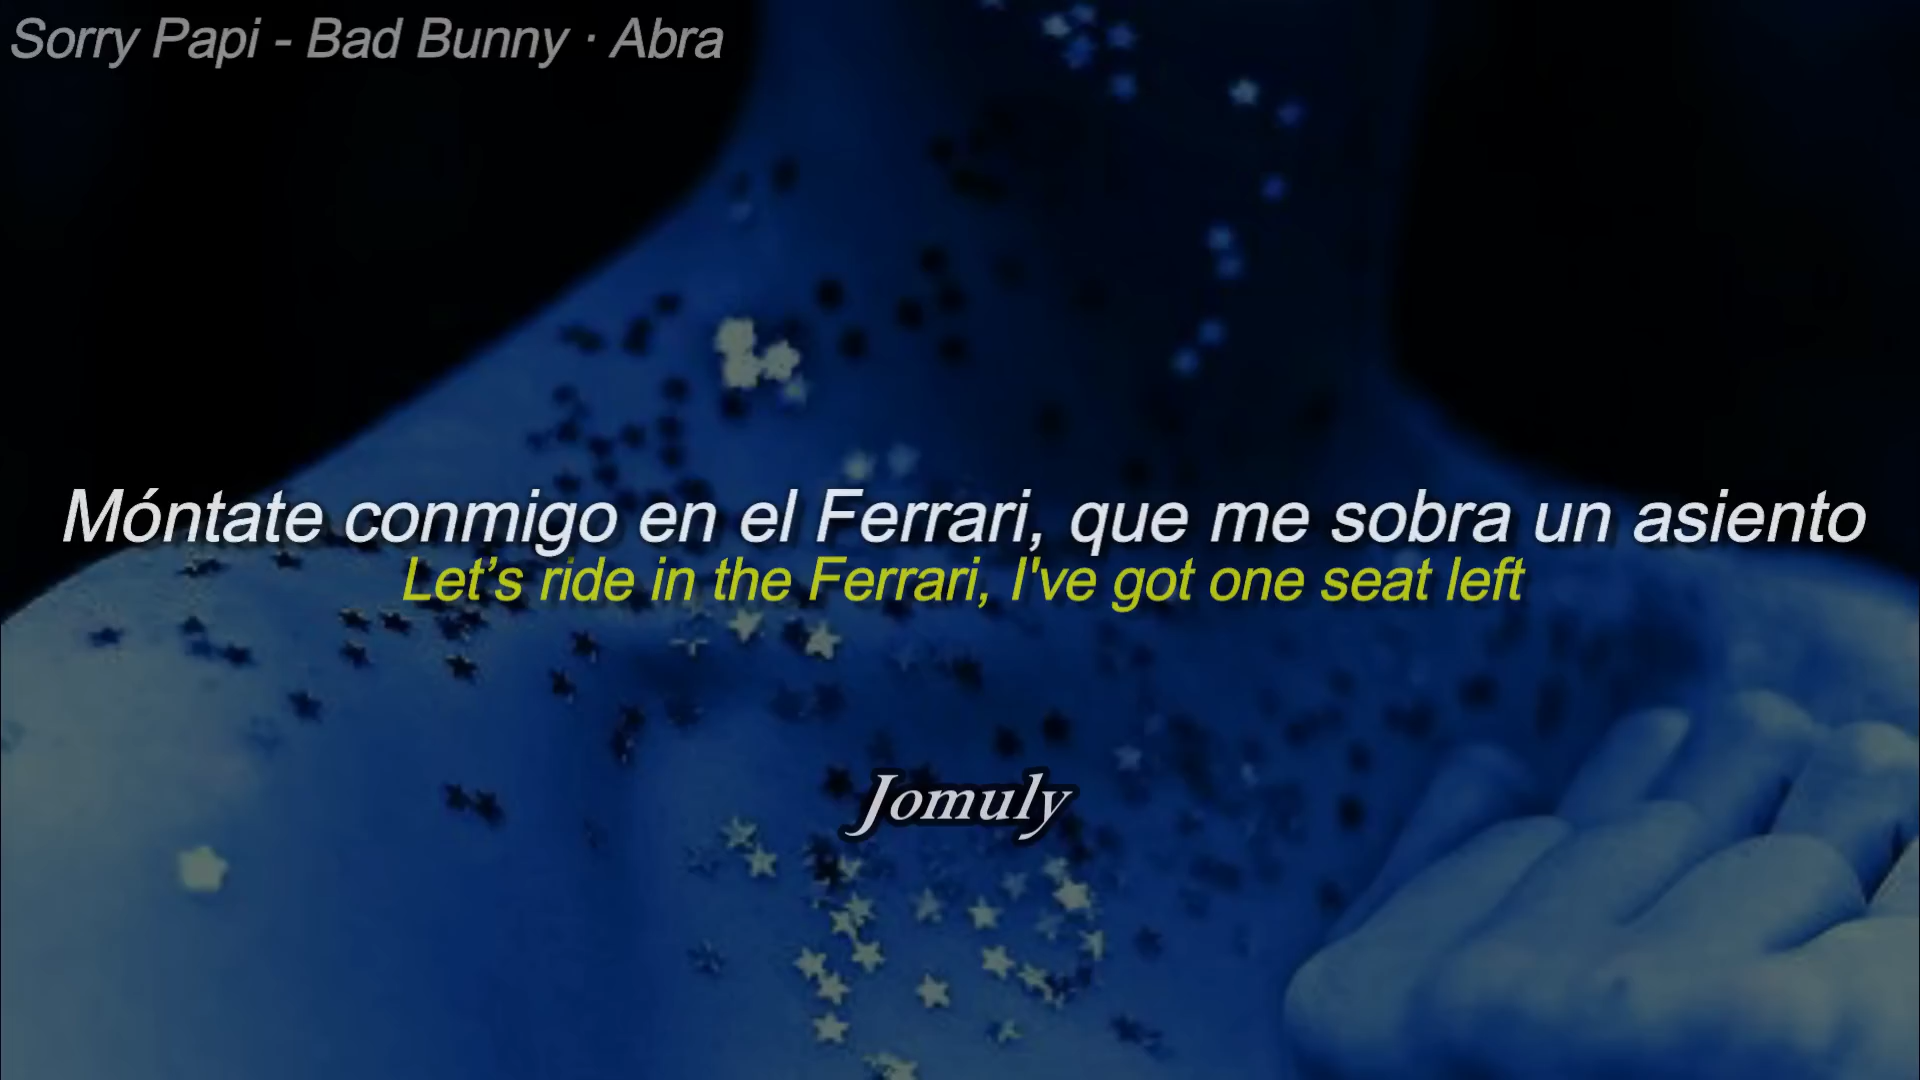 Sorry Papi - Bad Bunny · Abra
Móntate conmigo en el Ferrari, que me sobra un asiento
Let’s ride in the Ferrari, I've got one seat left
Jomuly